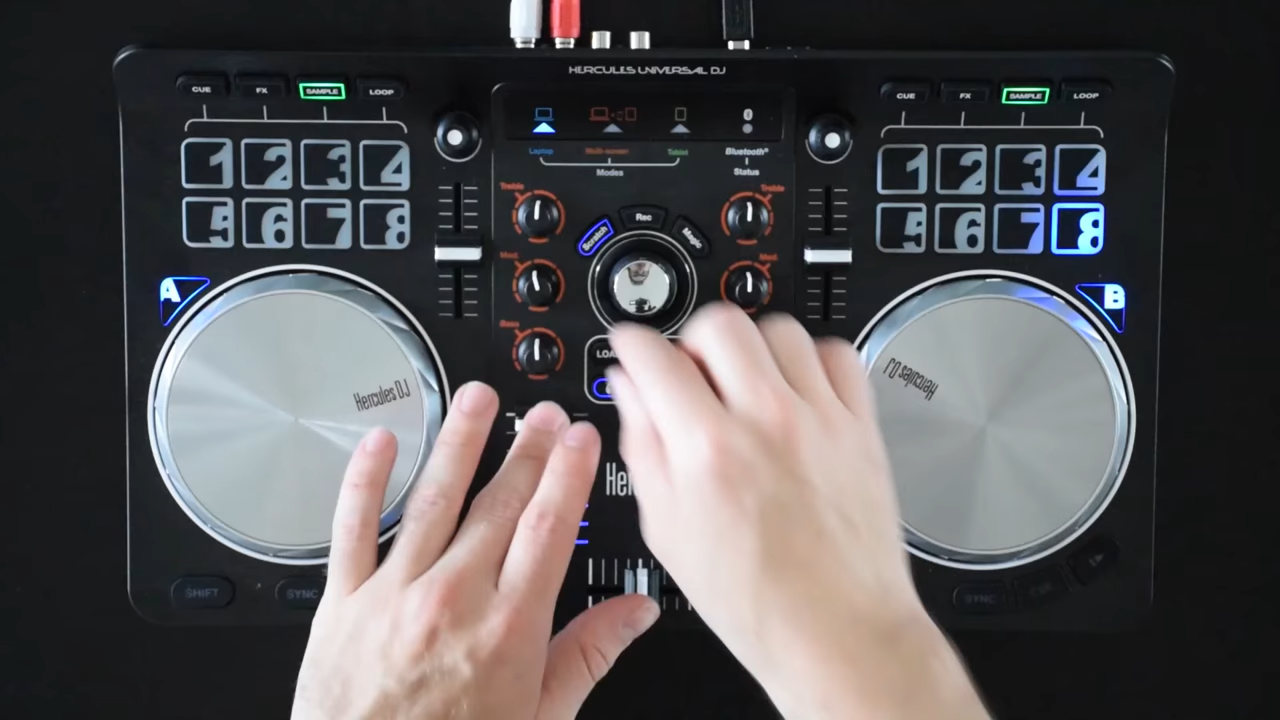 HERCULES UNIVERSAL DJ
CUE FX SAMPLE LOOP
CUE FX SAMPLE LOOP
Laptop Multi-screen Tablet Bluetooth®
Modes Status
1 2 3 4
5 6 7 8
1 2 3 4
5 6 7 8
Treble Treble
Scratch Rec Magic
Med. Med.
A B
Bass
Hercules DJ
Hercules DJ
SHIFT SYNC
SYNC